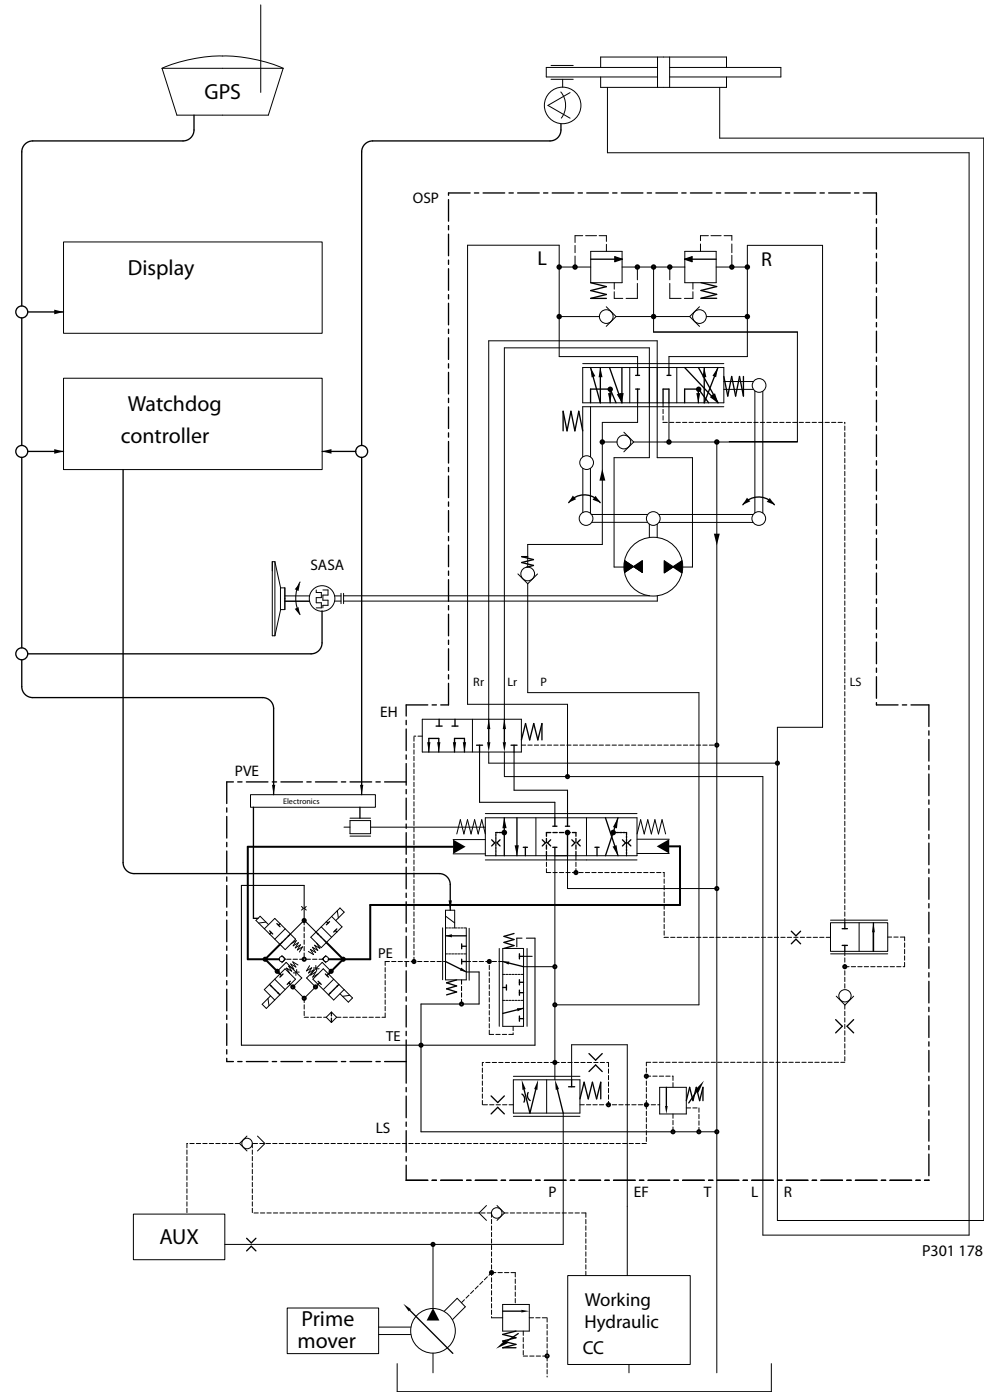 GPS
OSP
L
R
Display
Watchdog
controller
SASA
Rr
Lr
P
LS
EH
PVE
Electronics
PE
TE
LS
P
EF
T
L
R
AUX
P301 178
Prime
mover
Working
Hydraulic
CC